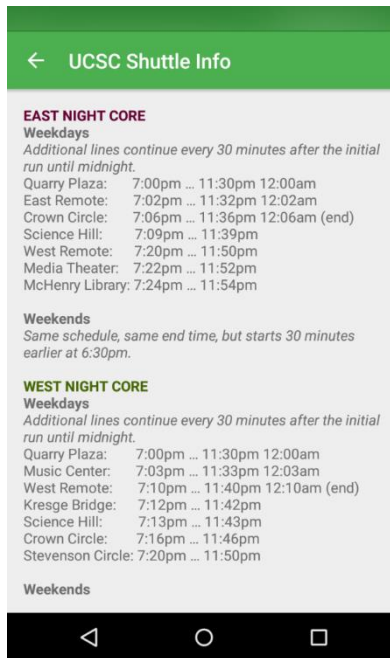 UCSC Shuttle Info
EAST NIGHT CORE
Weekdays
Additional lines continue every 30 minutes after the initial
run until midnight.
Quarry Plaza: 7:00pm ... 11:30pm 12:00am
East Remote: 7:02pm ... 11:32pm 12:02am
Crown Circle: 7:06pm ... 11:36pm 12:06am (end)
Science Hill: 7:09pm ... 11:39pm
West Remote: 7:20pm ... 11:50pm
Media Theater: 7:22pm ... 11:52pm
McHenry Library: 7:24pm ... 11:54pm
Weekends
Same schedule, same end time, but starts 30 minutes
earlier at 6:30pm.
WEST NIGHT CORE
Weekdays
Additional lines continue every 30 minutes after the initial
run until midnight.
Quarry Plaza: 7:00pm ... 11:30pm 12:00am
Music Center: 7:03pm ... 11:33pm 12:03am
West Remote: 7:10pm ... 11:40pm 12:10am (end)
Kresge Bridge: 7:12pm ... 11:42pm
Science Hill: 7:13pm ... 11:43pm
Crown Circle: 7:16pm ... 11:46pm
Stevenson Circle: 7:20pm ... 11:50pm
Weekends